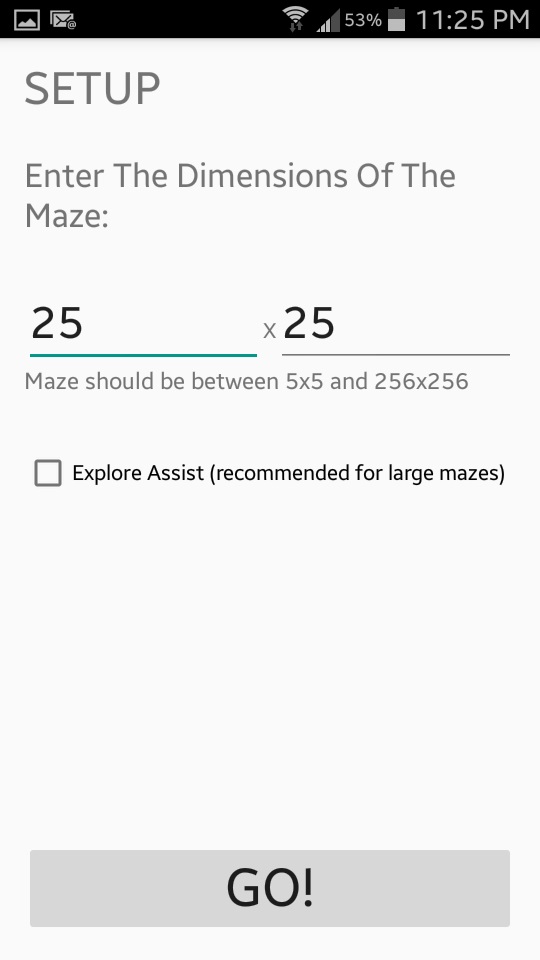 53% 11:25 PM
SETUP
Enter The Dimensions Of The
Maze:
25 x 25
Maze should be between 5x5 and 256x256
Explore Assist (recommended for large mazes)
GO!